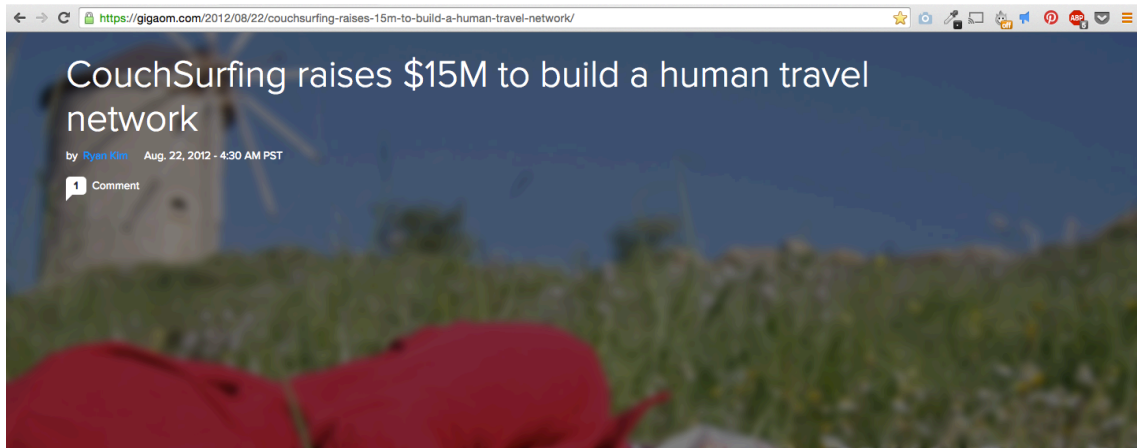 https://gigaom.com/2012/08/22/couchsurfing-raises-15m-to-build-a-human-travel-network/
CouchSurfing raises $15M to build a human travel
network
by Ryan Kim Aug. 22, 2012 - 4:30 AM PST
1 Comment